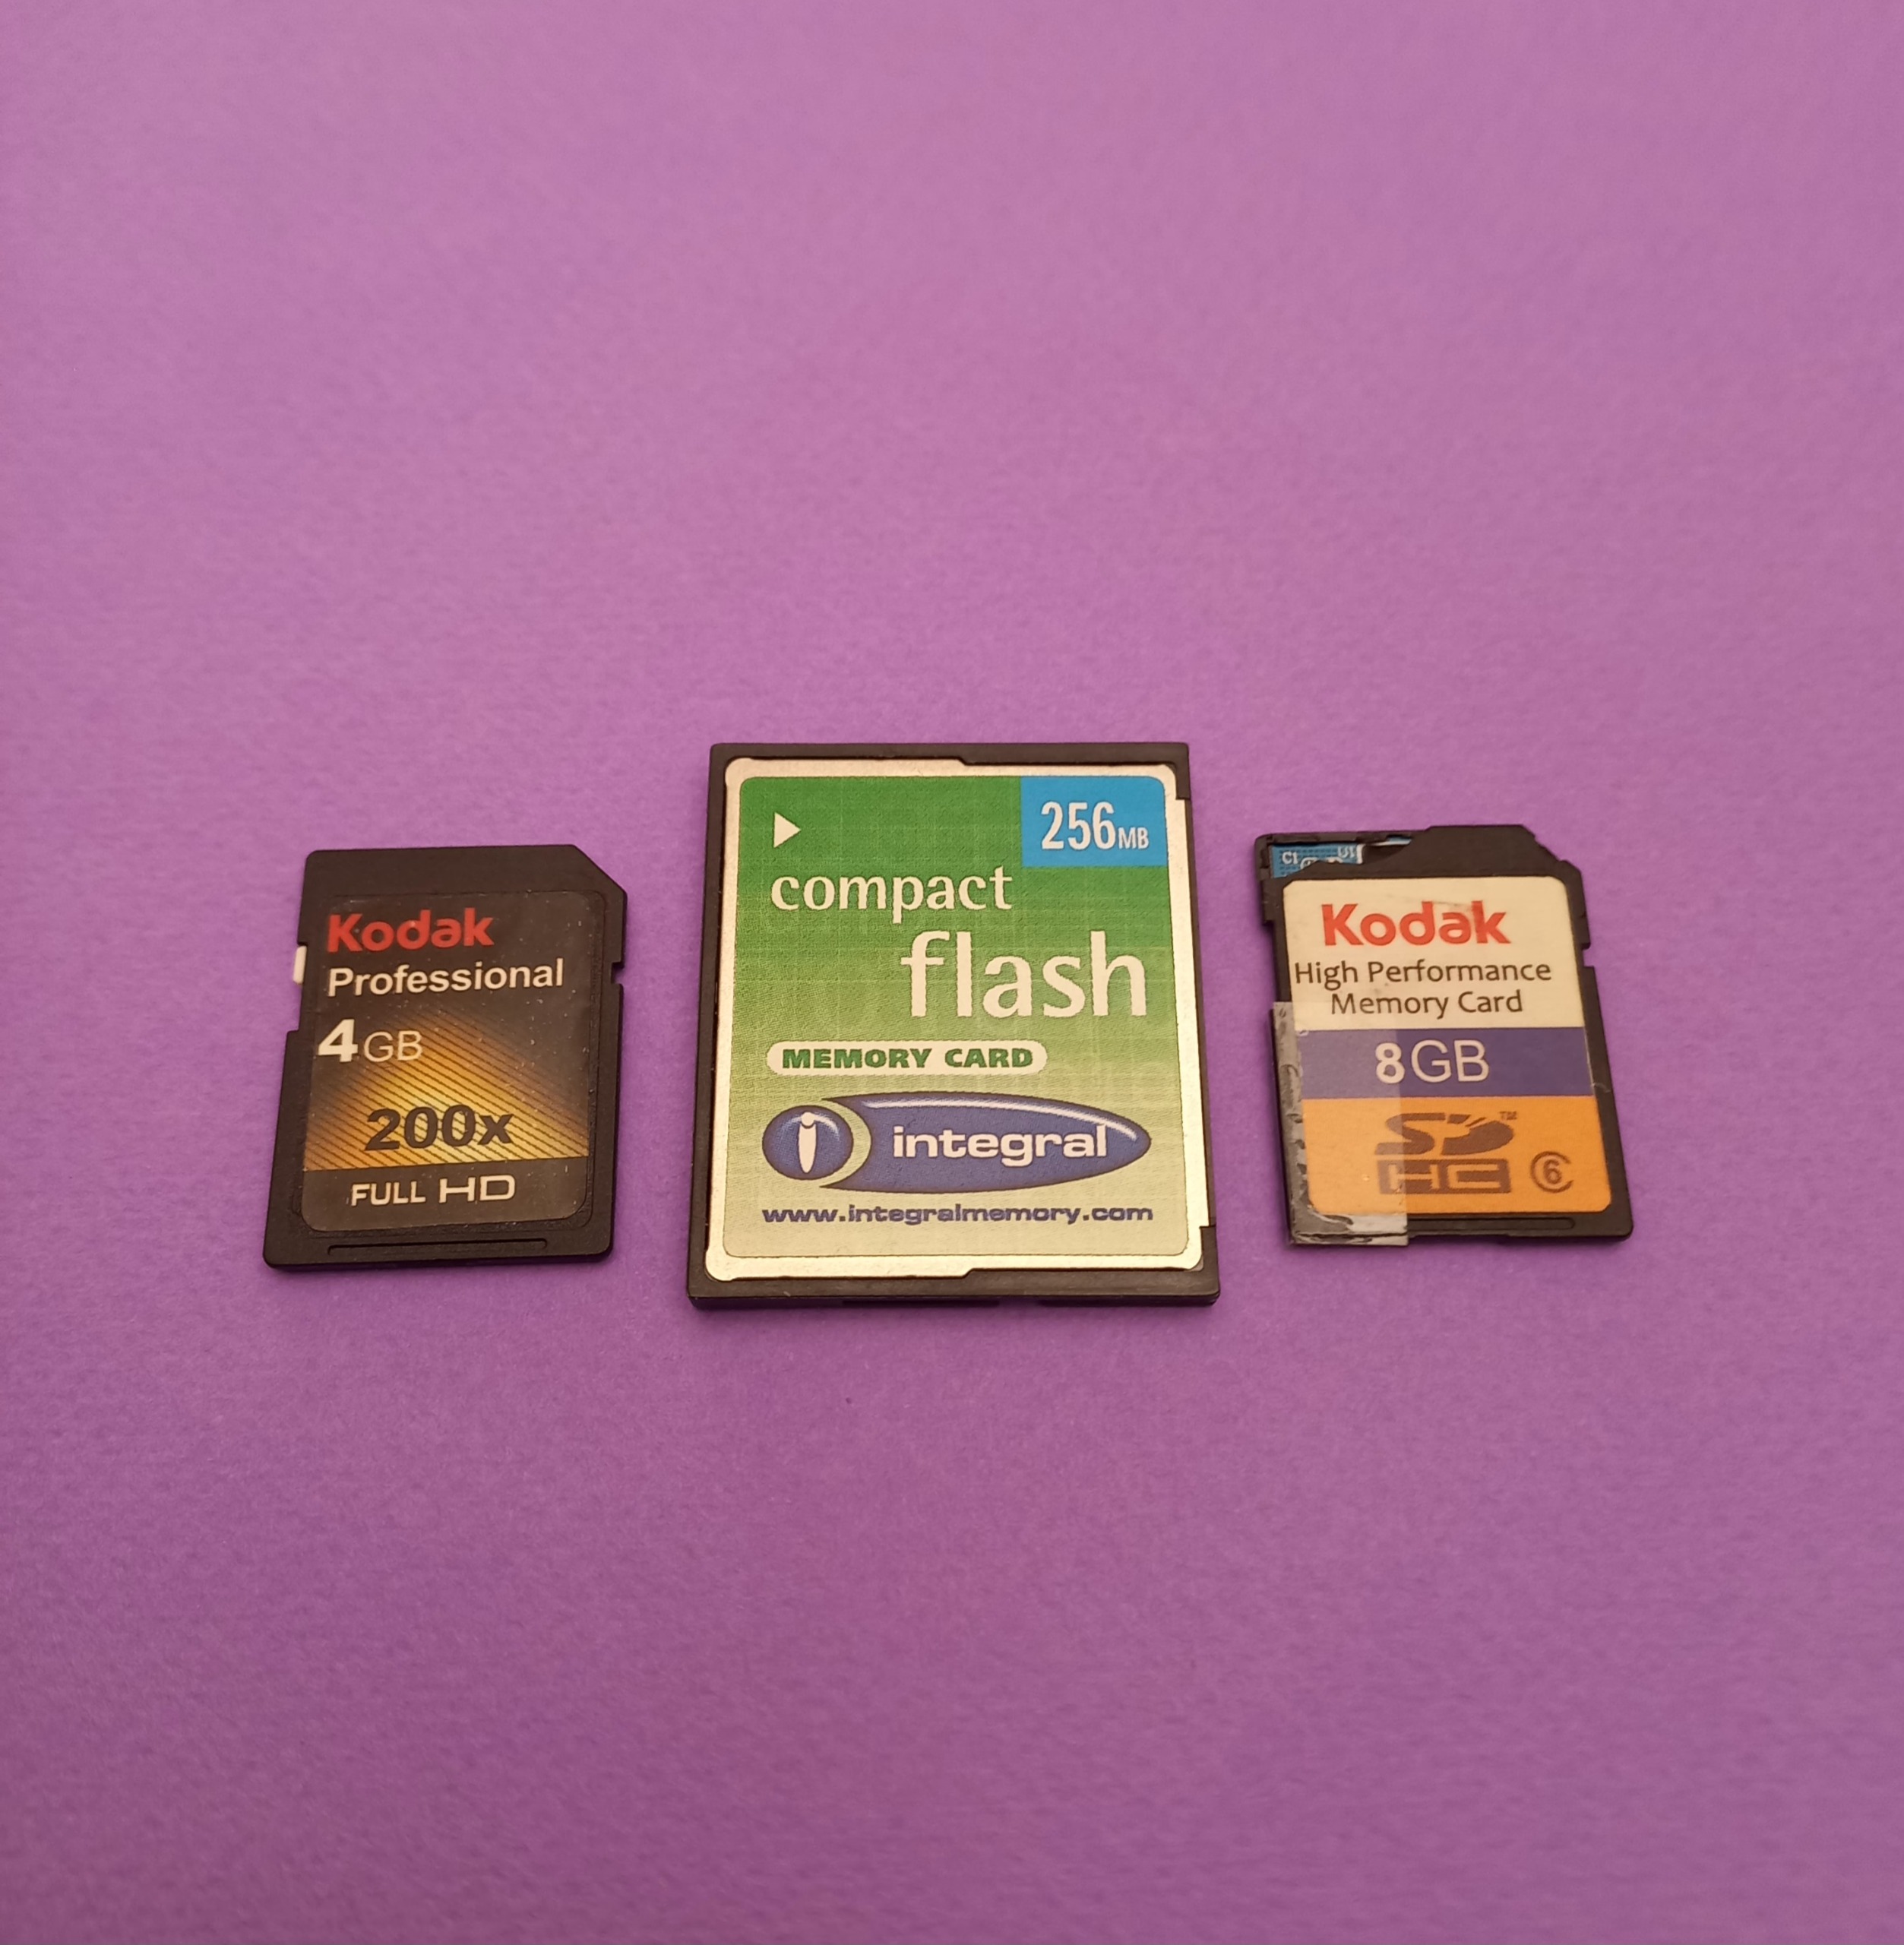 Kodak
Professional
4GB
200x
FULL HD
256MB
compact
flash
MEMORY CARD
integral
www.integralmemory.com
Kodak
High Performance
Memory Card
8GB
SD™
HC 6